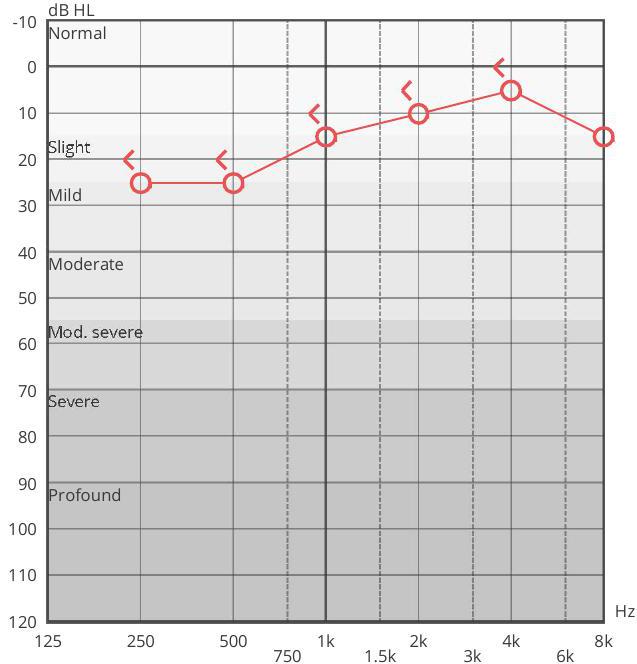 dB HL
-10
Normal
0
10
Slight
20
Mild
30
40
Moderate
50
Mod. severe
60
70
Severe
80
90
Profound
100
110
120
Hz
125 250 500 1k 2k 4k 8k
750 1.5k 3k 6k